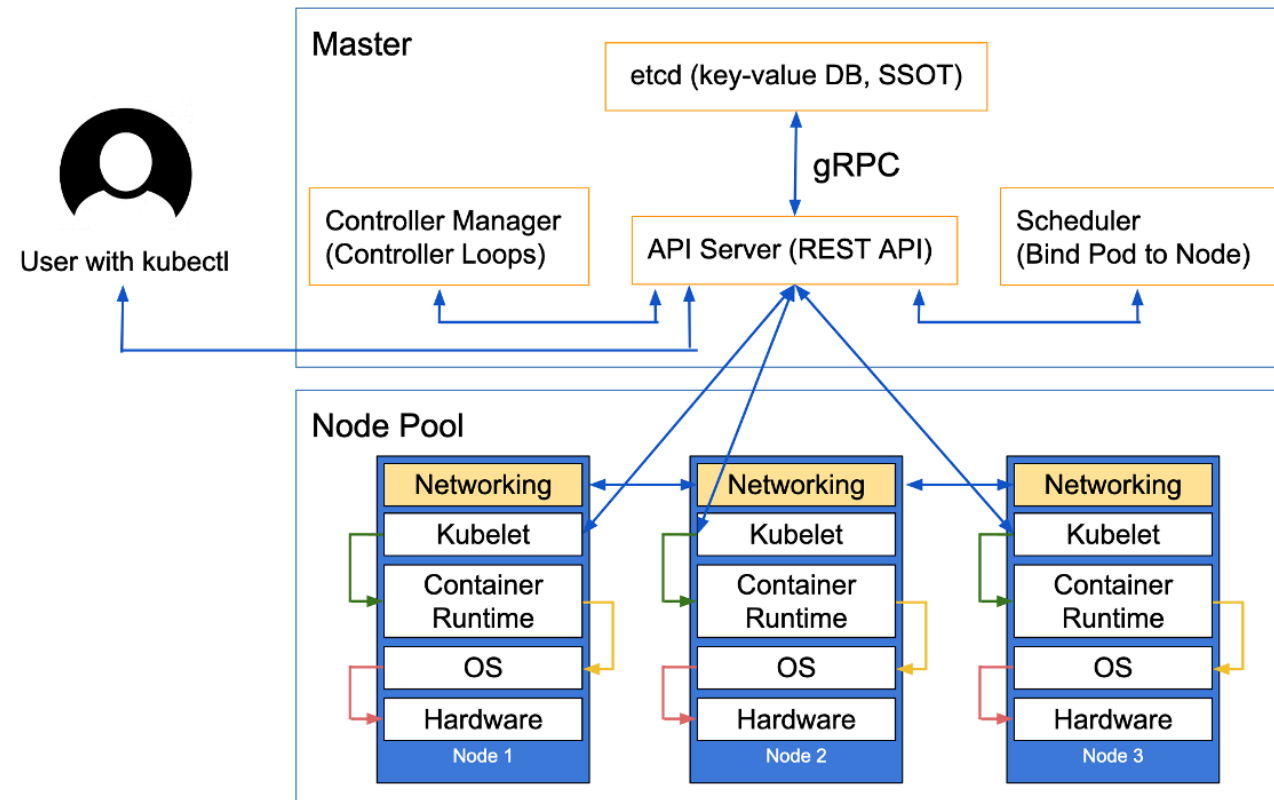 Master
etcd (key-value DB, SSOT)
gRPC
User with kubectl
Controller Manager
(Controller Loops)
API Server (REST API)
Scheduler
(Bind Pod to Node)
Node Pool
Networking
Kubelet
Container
Runtime
OS
Hardware
Node 1
Networking
Kubelet
Container
Runtime
OS
Hardware
Node 2
Networking
Kubelet
Container
Runtime
OS
Hardware
Node 3